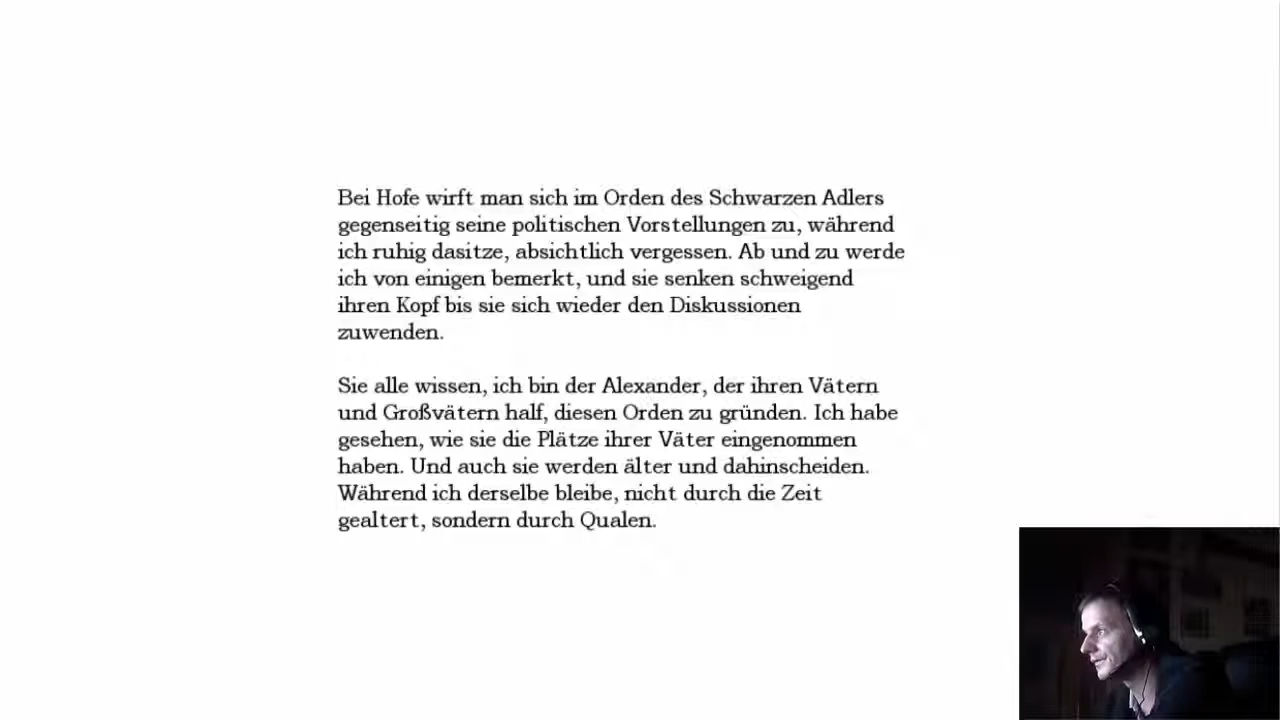 Bei Hofe wirft man sich im Orden des Schwarzen Adlers
gegenseitig seine politischen Vorstellungen zu, während
ich ruhig dasitze, absichtlich vergessen. Ab und zu werde
ich von einigen bemerkt, und sie senken schweigend
ihren Kopf bis sie sich wieder den Diskussionen
zuwenden.
Sie alle wissen, ich bin der Alexander, der ihren Vätern
und Großvätern half, diesen Orden zu gründen. Ich habe
gesehen, wie sie die Plätze ihrer Väter eingenommen
haben. Und auch sie werden älter und dahinscheiden.
Während ich derselbe bleibe, nicht durch die Zeit
gealtert, sondern durch Qualen.